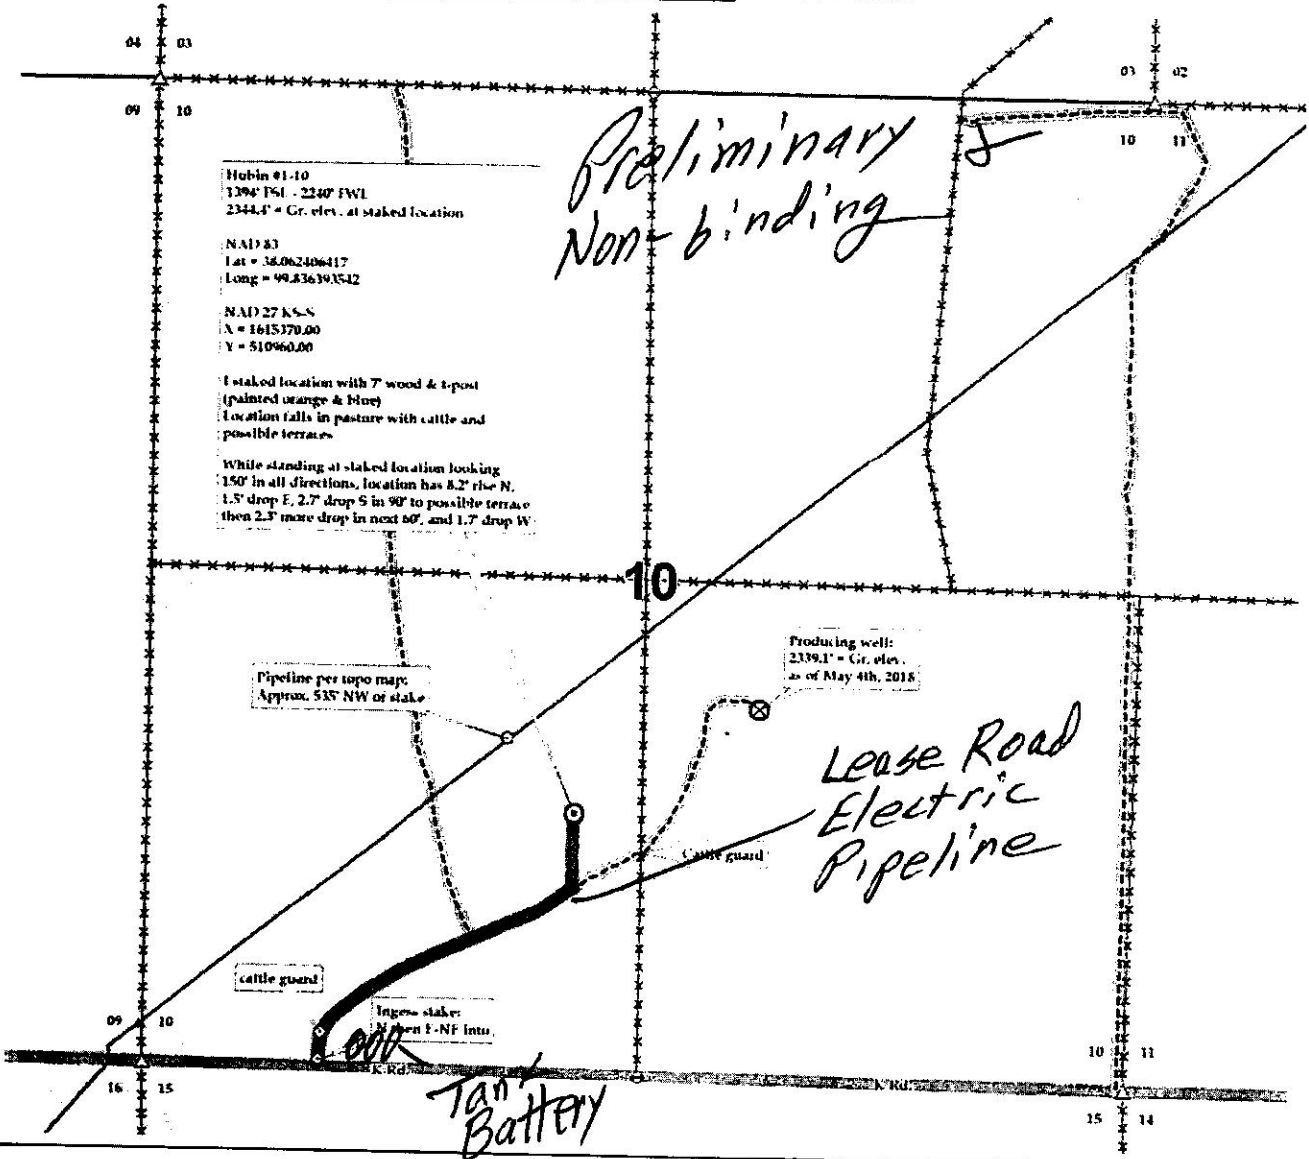 04 03
03 02
09 10
10 11
Preliminary
Non-binding
Hubin #1-10
1394' FSL - 2240' FWL
2344.4' = Gr. elev. at staked location
NAD 83
Lat = 38.062406417
Long = 99.836393542
NAD 27 KS-S
X = 1615370.00
Y = 510960.00
I staked location with 7' wood & t-post
(painted orange & blue)
Location falls in pasture with cattle and
possible terraces
While standing at staked location looking
150' in all directions, location has 8.2' rise N,
1.5' drop E, 2.7' drop S in 90' to possible terrace
then 2.3' more drop in next 60', and 1.7' drop W
10
Producing well:
2339.1' = Gr. elev.
as of May 4th, 2018
Pipeline per topo map:
Approx. 535' NW of stake
Lease Road
Electric
Pipeline
Cattle guard
cattle guard
Ingess stake:
N then E-NE into
09 10
10 11
K Rd.
K Rd.
16 15
15 14
Tank
Battery